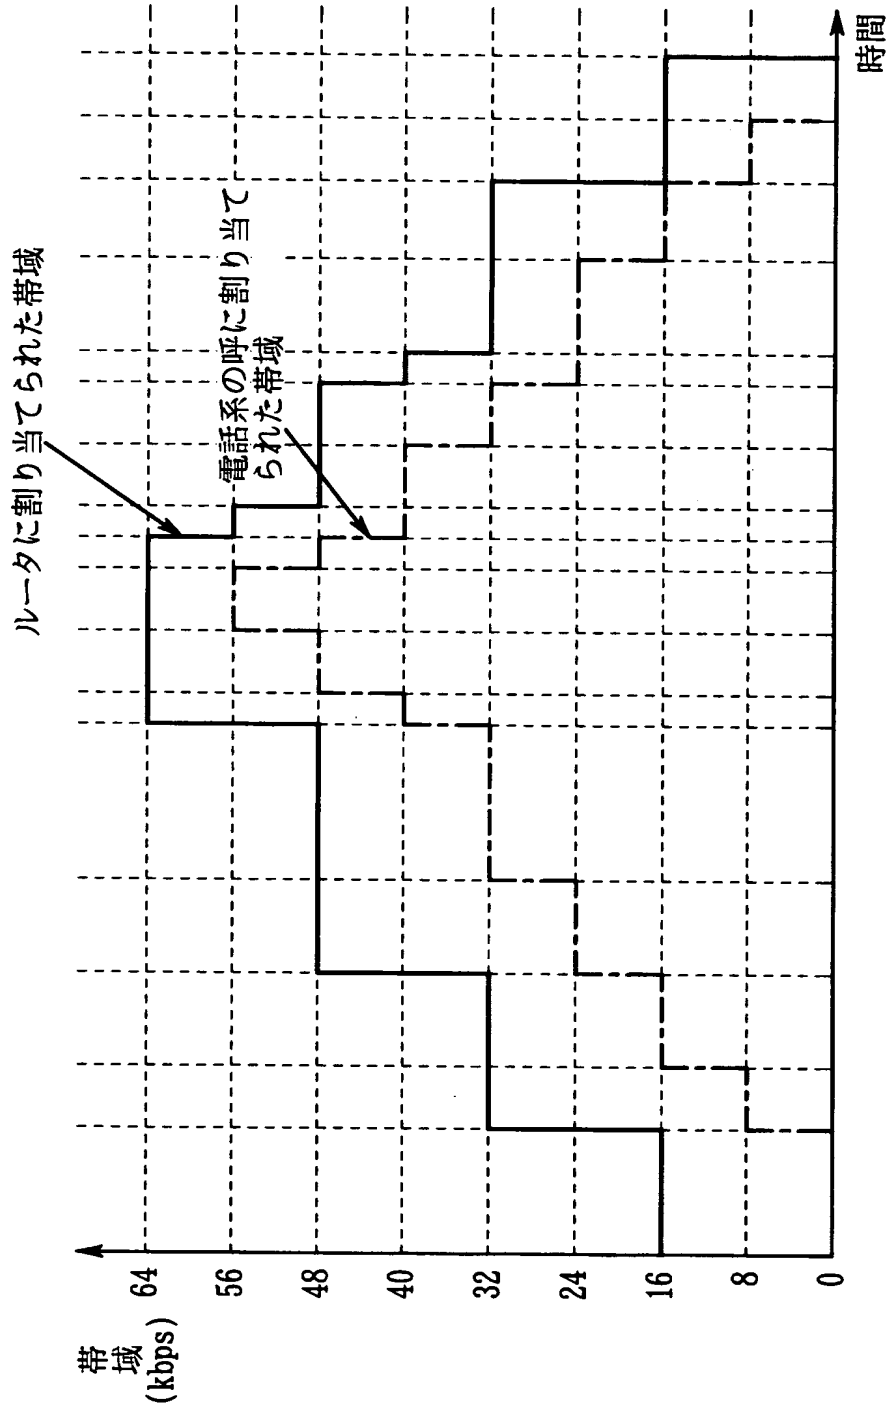 ルータに割り当てられた帯域
電話系の呼に割り当て
られた帯域
帯
域
(kbps)
64
56
48
40
32
24
16
8
0
時間